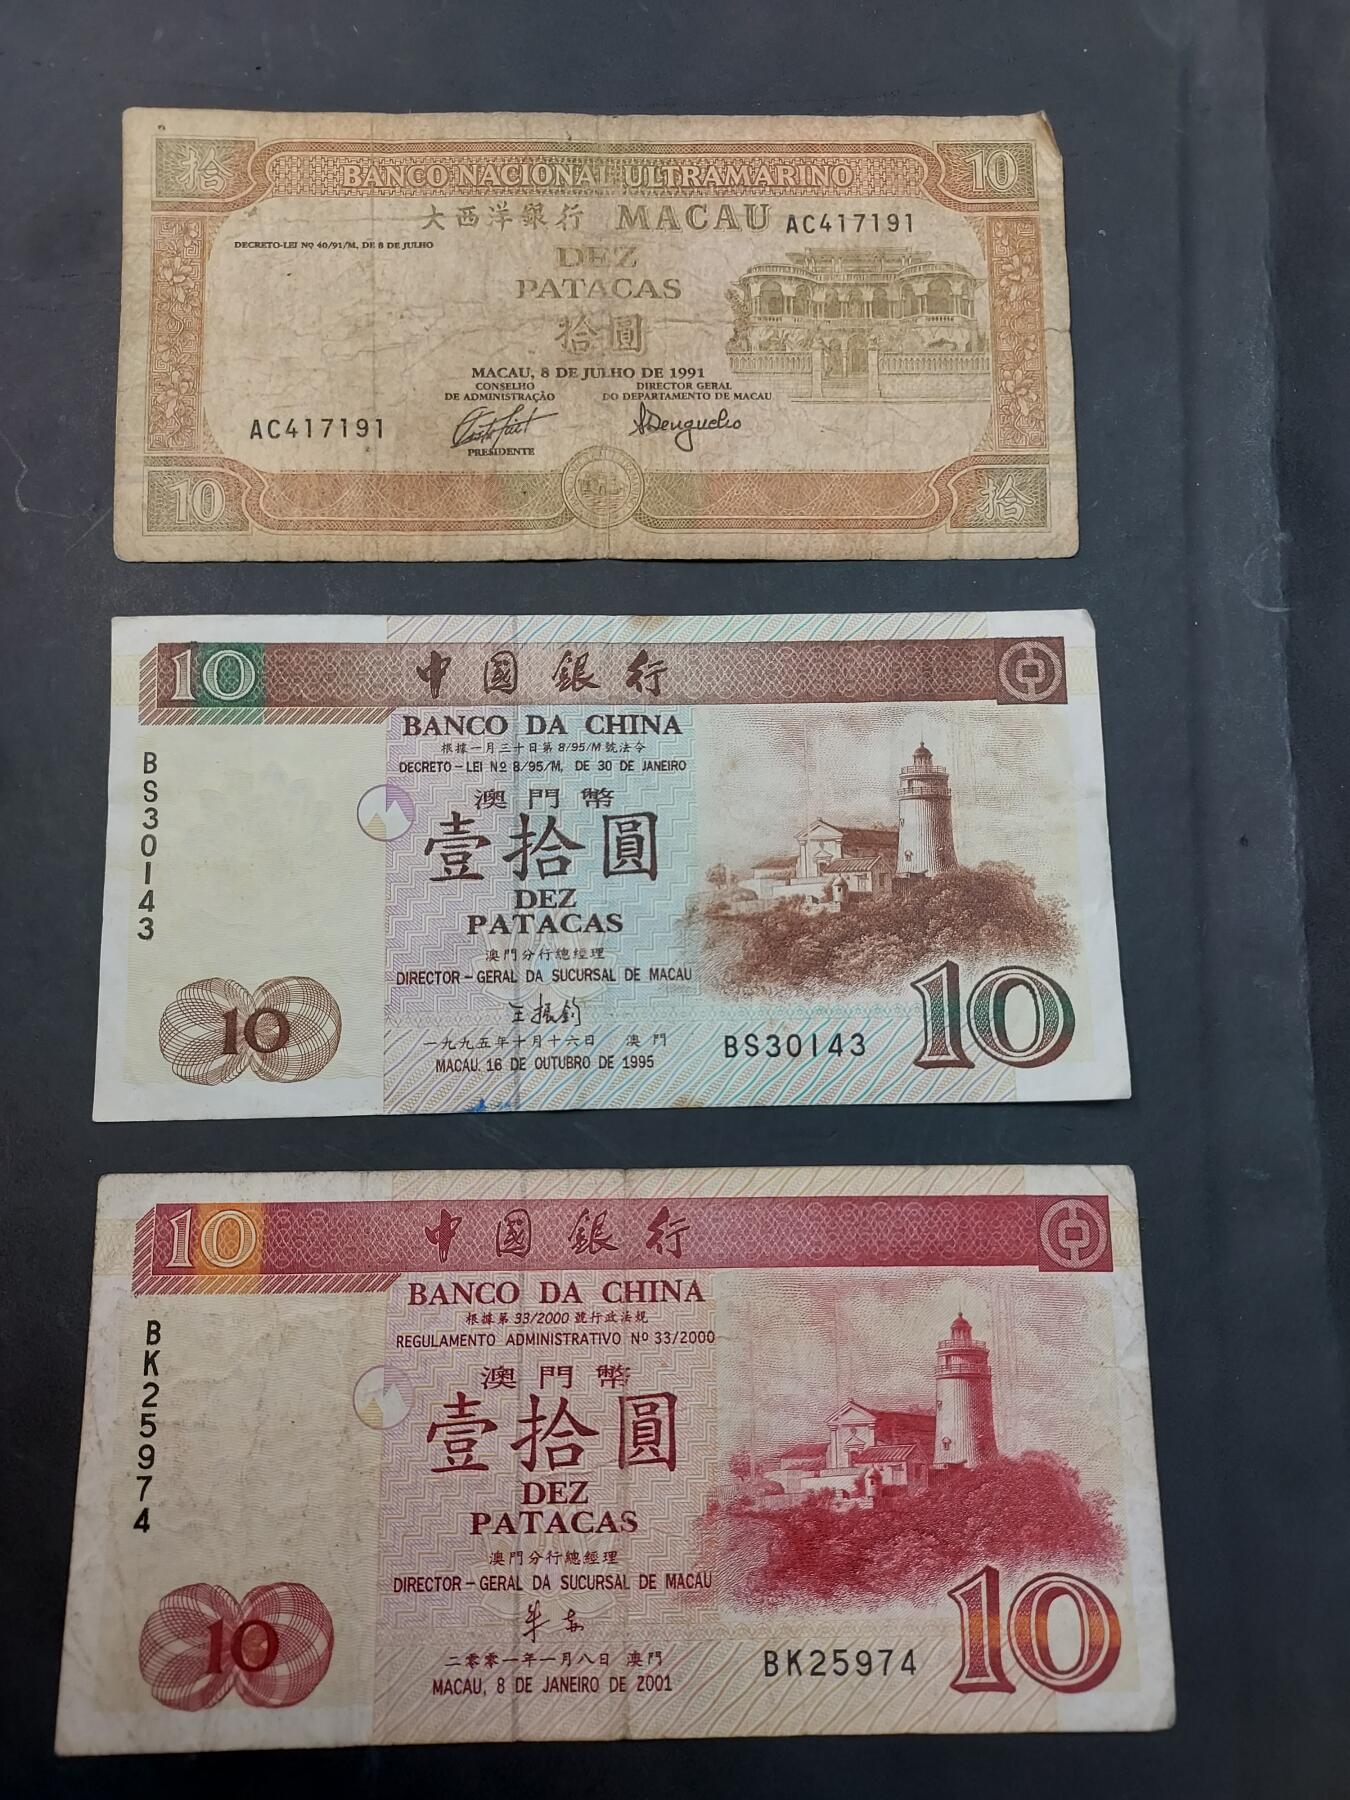 拾
10
BANCO NACIONAL ULTRAMARINO
大西洋銀行 MACAU AC417191
DECRETO-LEI Nº 40/91/M, DE 8 DE JULHO
DEZ
PATACAS
拾圓
MACAU, 8 DE JULHO DE 1991
CONSELHO
DE ADMINISTRAÇÃO
DIRECTOR GERAL
DO DEPARTAMENTO DE MACAU
AC417191
PRESIDENTE
10
拾
10
中國銀行
BANCO DA CHINA
根據一月三十日第8/95/M號法令
DECRETO-LEI Nº 8/95/M, DE 30 DE JANEIRO
BS30143
澳門幣
壹拾圓
DEZ
PATACAS
澳門分行總經理
DIRECTOR-GERAL DA SUCURSAL DE MACAU
王振鈞
10
一九九五年十月十六日 澳門
MACAU. 16 DE OUTUBRO DE 1995
BS30143
10
10
中國銀行
BANCO DA CHINA
根據第33/2000號行政法規
REGULAMENTO ADMINISTRATIVO Nº 33/2000
BK25974
澳門幣
壹拾圓
DEZ
PATACAS
澳門分行總經理
DIRECTOR-GERAL DA SUCURSAL DE MACAU
10
二零零一年一月八日 澳門
MACAU, 8 DE JANEIRO DE 2001
BK25974
10